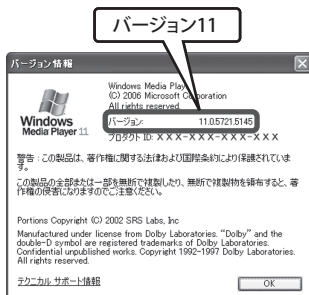 バージョン11
バージョン情報
Windows Media Play
(C) 2006 Microsoft Corporation
All rights reserved.
バージョン: 11.0.5721.5145
プロダクト ID: XXX-XXX-XXX-XXX
Windows
Media Player 11
警告 : この製品は、著作権に関する法律および国際条約により保護されていま
す。
この製品の全部または一部を無断で複製したり、無断で複製物を頒布すると、著
作権の侵害になりますのでご注意ください。
Portions Copyright (C) 2002 SRS Labs, Inc
Manufactured under license from Dolby Laboratories. "Dolby" and the
double-D symbol are registered trademarks of Dolby Laboratories.
Confidential unpublished works. Copyright 1992-1997 Dolby Laboratories.
All rights reserved.
テクニカル サポート情報
OK